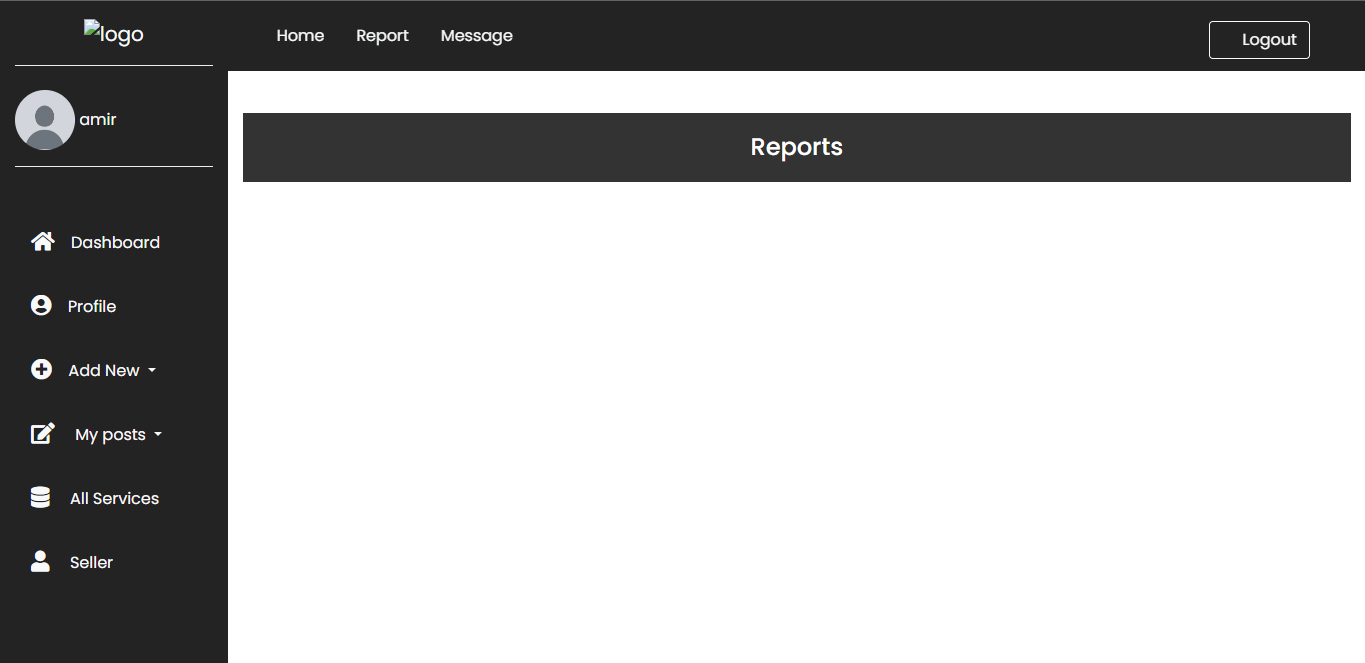 logo
Home Report Message
Logout
amir
Reports
Dashboard
Profile
Add New
My posts
All Services
Seller